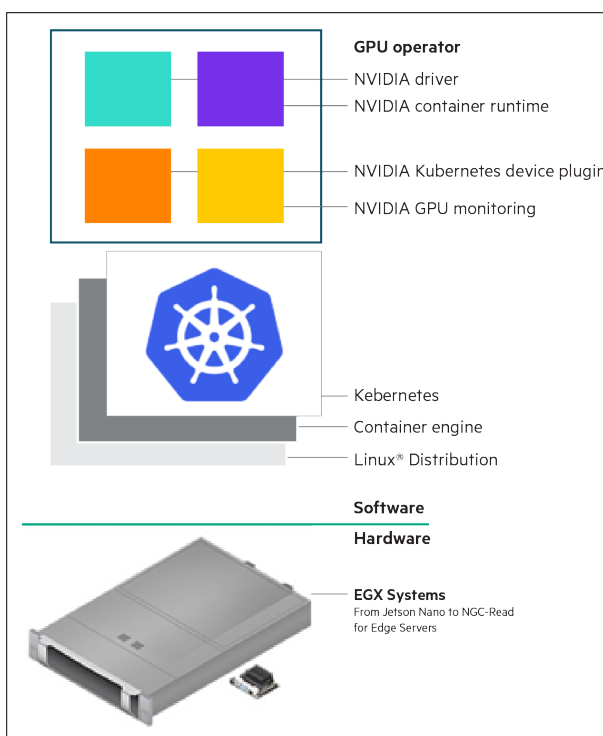 GPU operator
NVIDIA driver
NVIDIA container runtime
NVIDIA Kubernetes device plugin
NVIDIA GPU monitoring
Kebernetes
Container engine
Linux® Distribution
Software
Hardware
EGX Systems
From Jetson Nano to NGC-Read
for Edge Servers